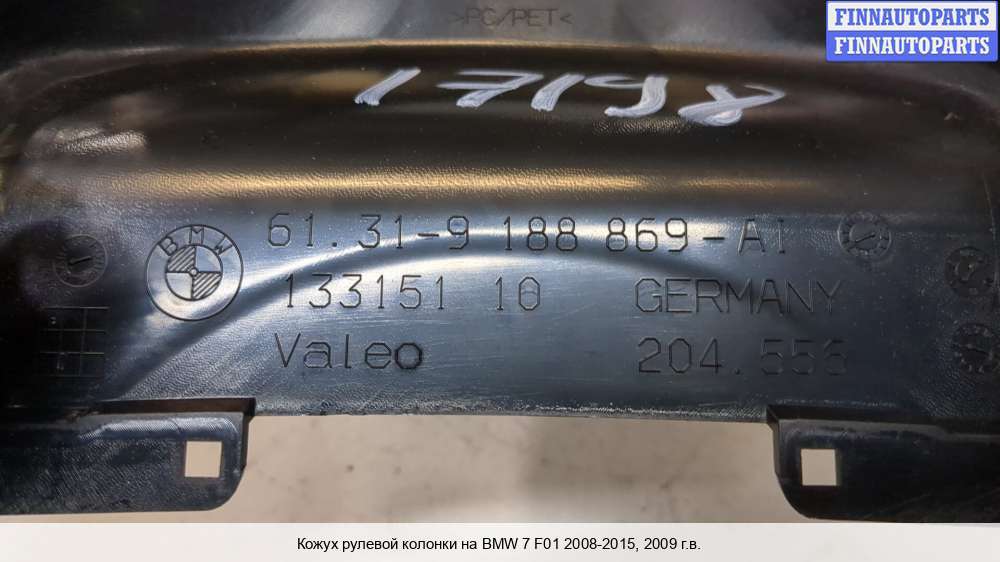 >PC/PET<
FINNAUTOPARTS
FINNAUTOPARTS
17198
BMW
61.31-9 188 869-AI
133151 10 GERMANY
Valeo 204.556
Кожух рулевой колонки на BMW 7 F01 2008-2015, 2009 г.в.